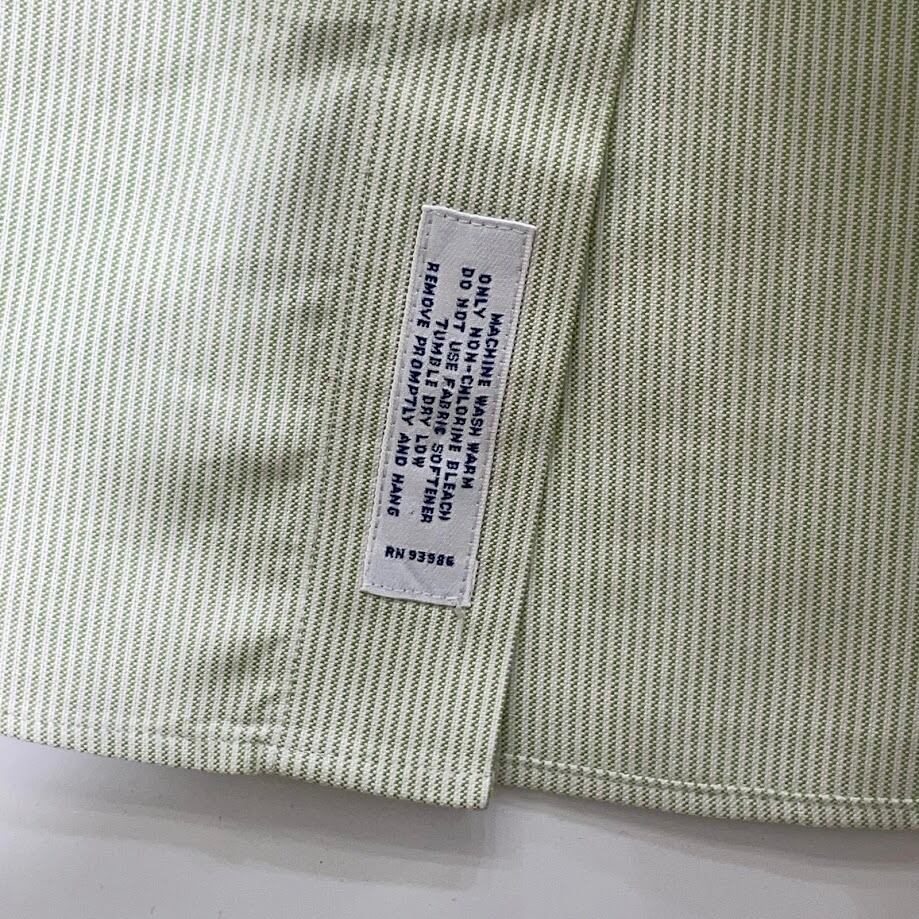 MACHINE WASH WARM
ONLY NON-CHLORINE BLEACH
DO NOT USE FABRIC SOFTENER
TUMBLE DRY LOW
REMOVE PROMPTLY AND HANG
RN 93986